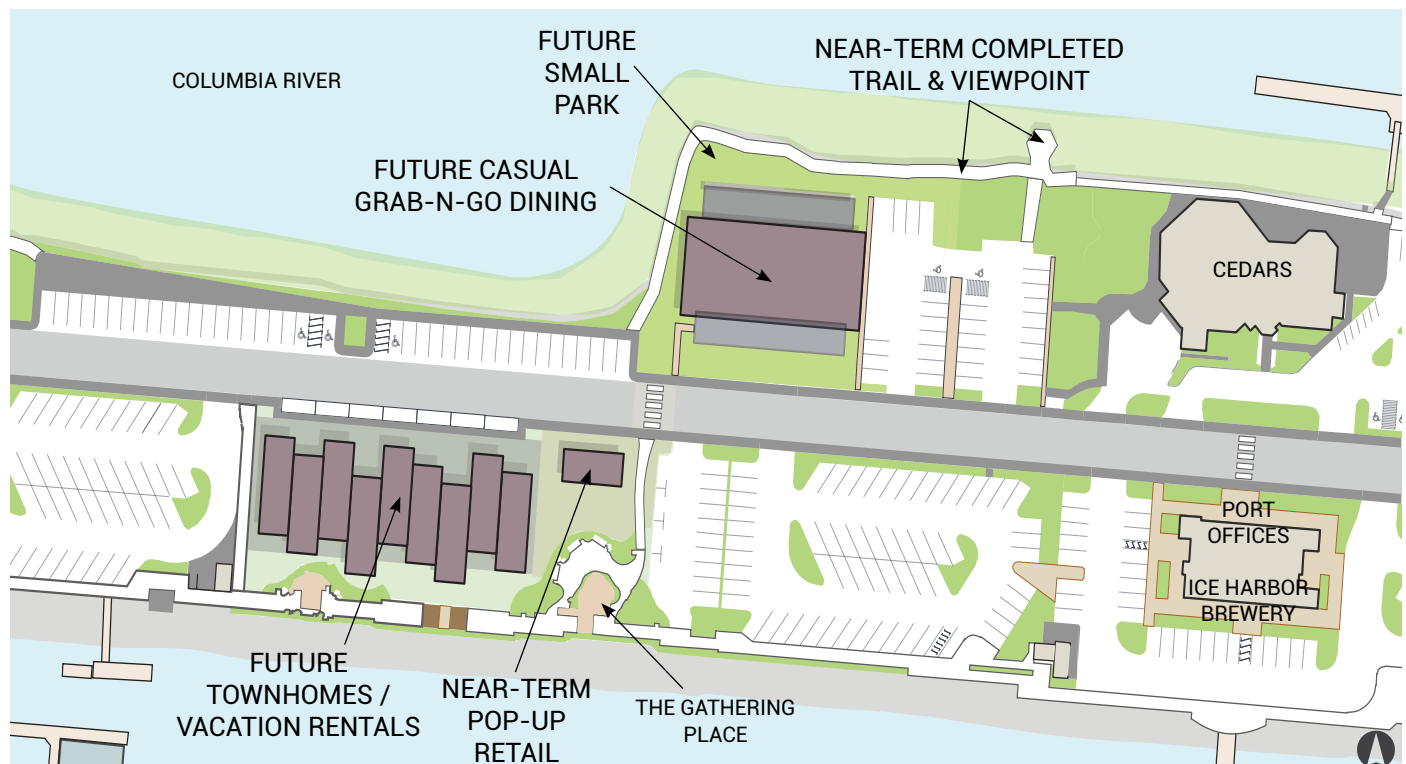 FUTURE
SMALL
PARK
NEAR-TERM COMPLETED
TRAIL & VIEWPOINT
COLUMBIA RIVER
FUTURE CASUAL
GRAB-N-GO DINING
CEDARS
PORT
OFFICES
ICE HARBOR
BREWERY
FUTURE
TOWNHOMES /
VACATION RENTALS
NEAR-TERM
POP-UP
RETAIL
THE GATHERING
PLACE